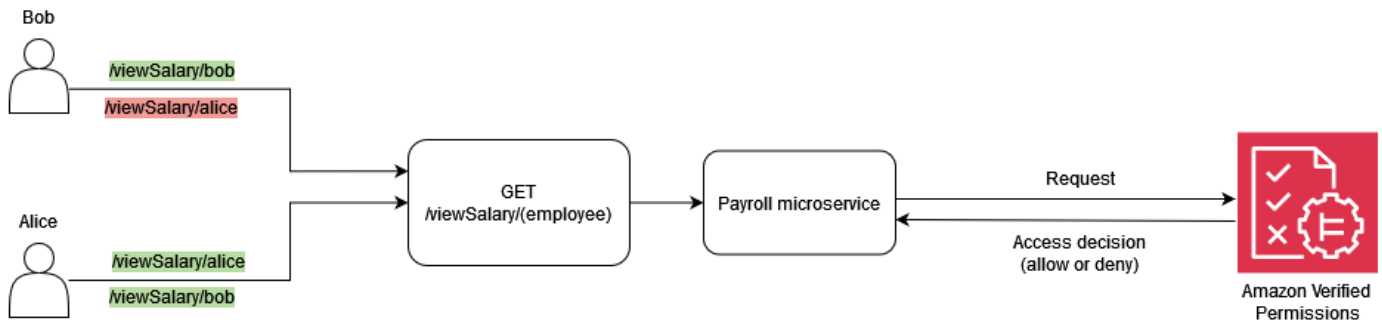 Bob
/viewSalary/bob
/viewSalary/alice
Alice
/viewSalary/alice
/viewSalary/bob
GET
/viewSalary/(employee)
Payroll microservice
Request
Access decision
(allow or deny)
Amazon Verified
Permissions